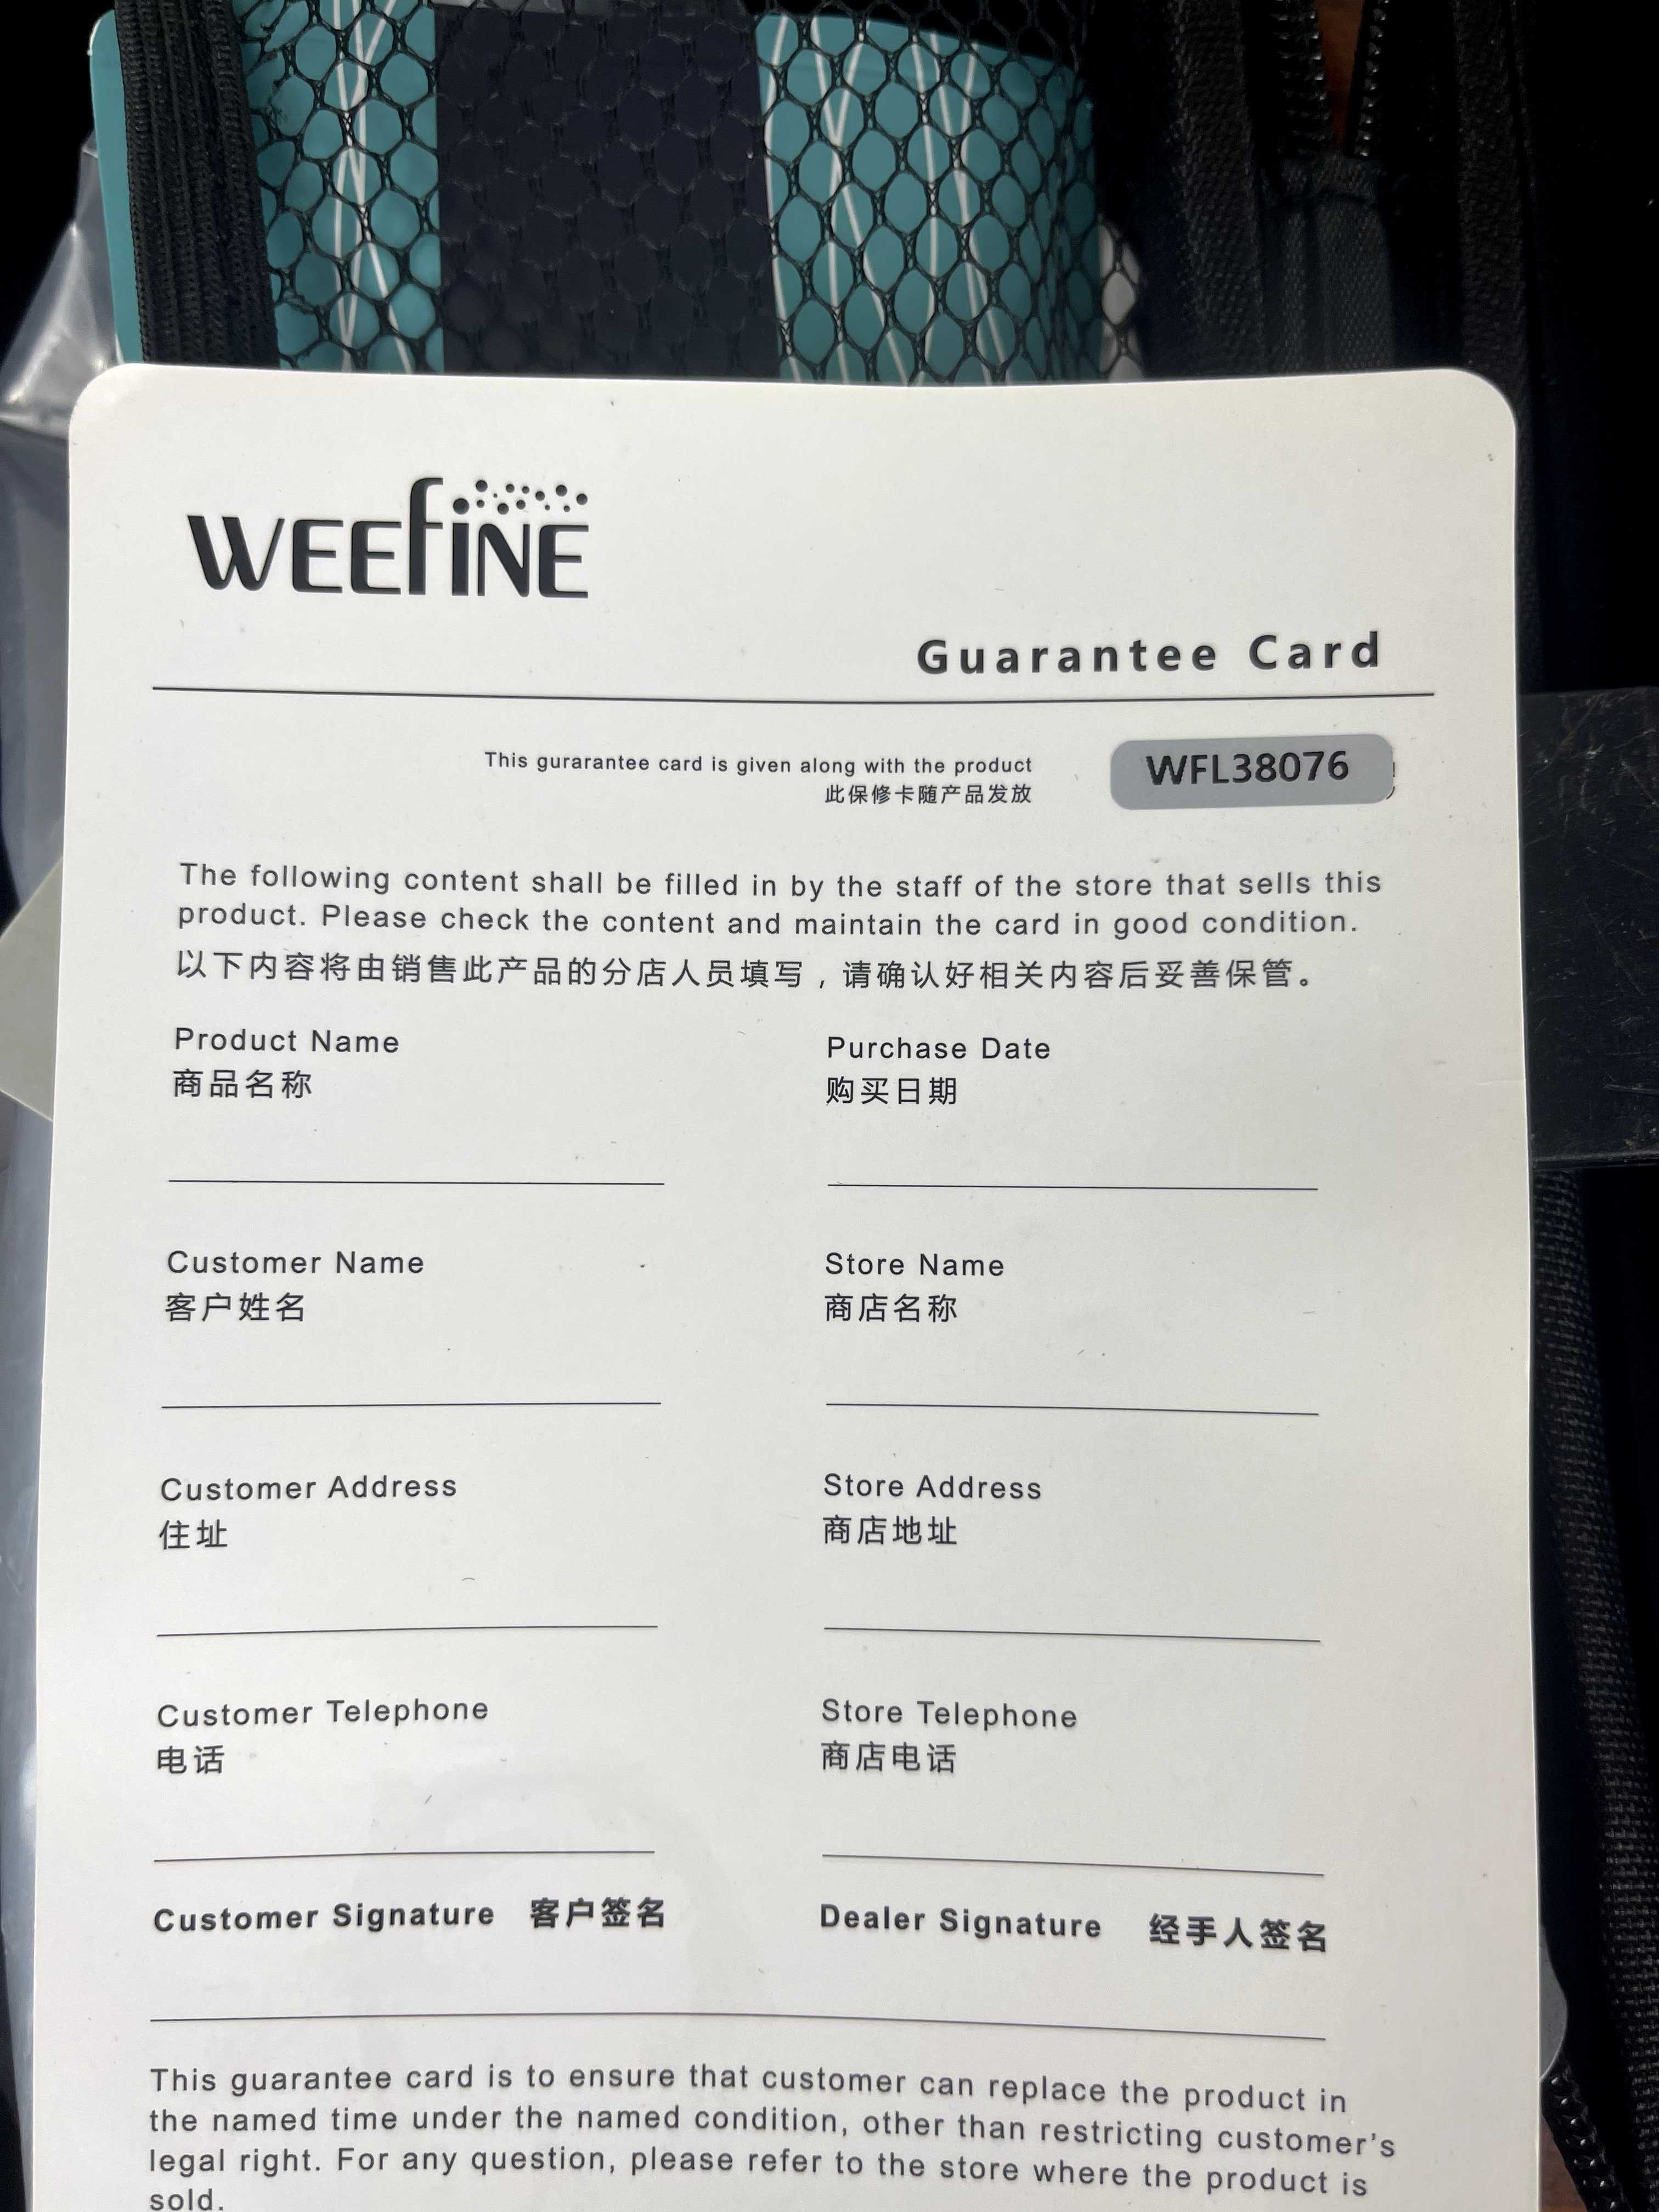 WEEfiNE
Guarantee Card
This gurarantee card is given along with the product
此保修卡随产品发放
WFL38076
The following content shall be filled in by the staff of the store that sells this
product. Please check the content and maintain the card in good condition.
以下内容将由销售此产品的分店人员填写，请确认好相关内容后妥善保管。
Product Name
商品名称
Purchase Date
购买日期
Customer Name
客户姓名
Store Name
商店名称
Customer Address
住址
Store Address
商店地址
Customer Telephone
电话
Store Telephone
商店电话
Customer Signature 客户签名
Dealer Signature 经手人签名
This guarantee card is to ensure that customer can replace the product in
the named time under the named condition, other than restricting customer's
legal right. For any question, please refer to the store where the product is
sold.